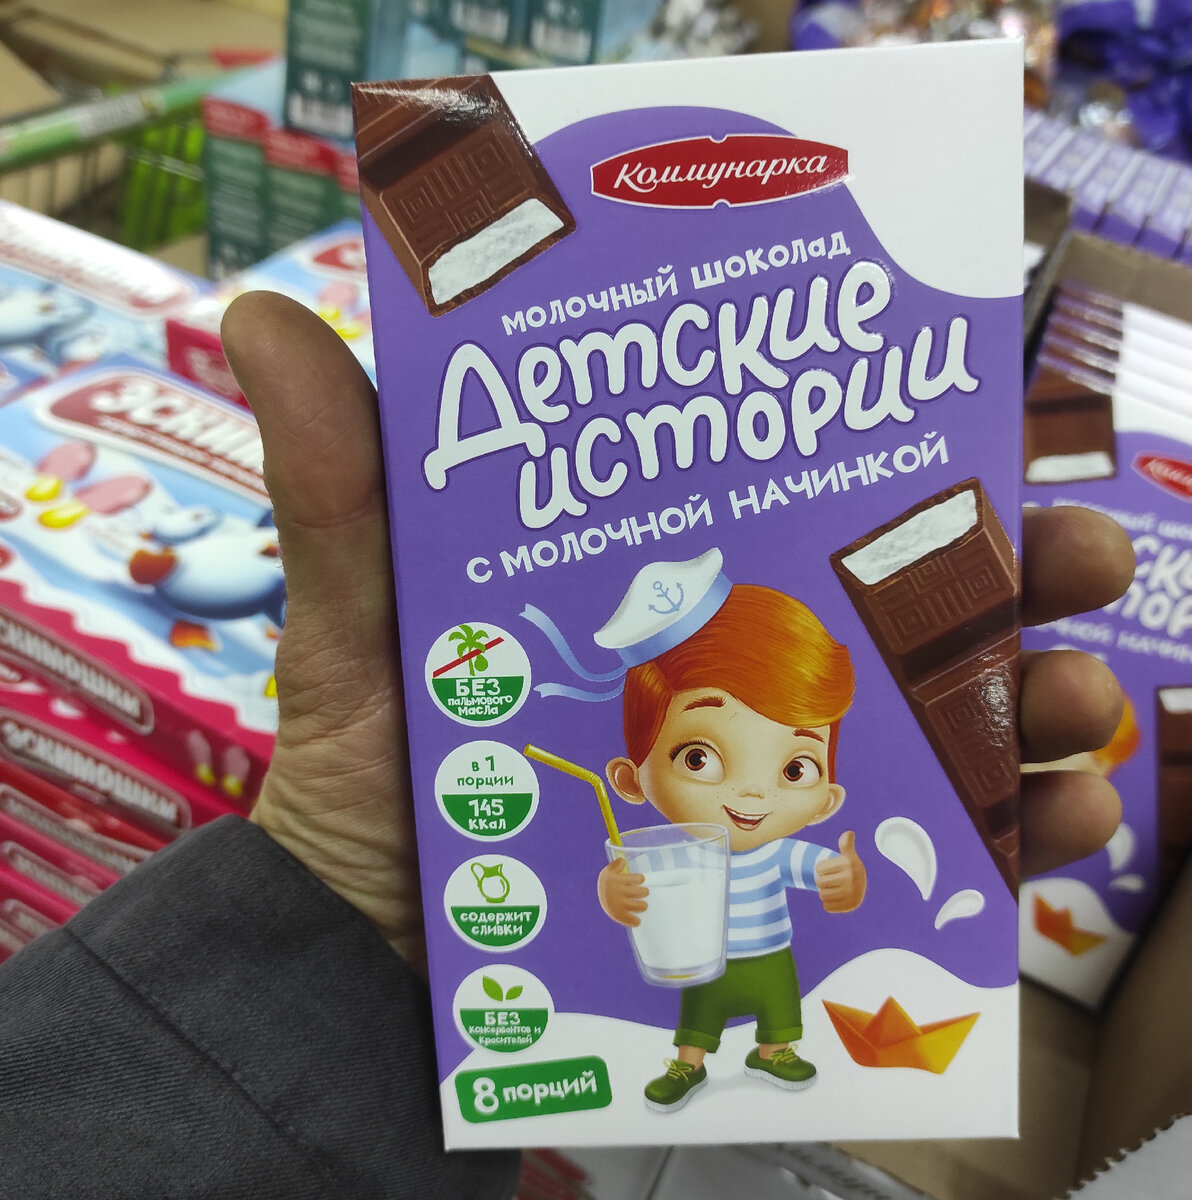 Коммунарка
МОЛОЧНЫЙ ШОКОЛАД
Детские
истории
С МОЛОЧНОЙ НАЧИНКОЙ
БЕЗ
пальмового
масла
в 1
порции
145
ккал
содержит
сливки
БЕЗ
консервантов и
красителей
8 порций
ЭСКИМОШКИ